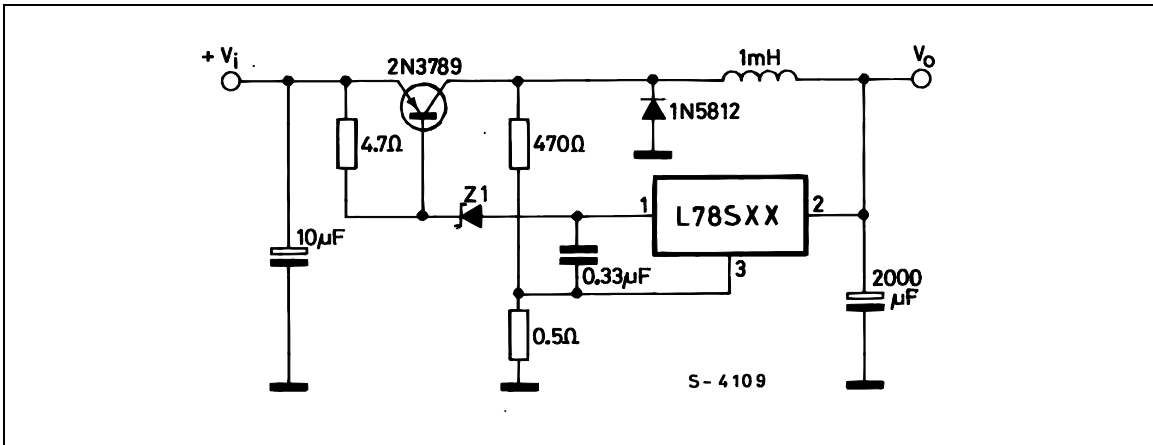 + Vi
2N3789
1mH
Vo
4.7Ω
470Ω
1N5812
Z1
1
L78SXX
2
10µF
0.33µF
3
2000
µF
0.5Ω
S-4109